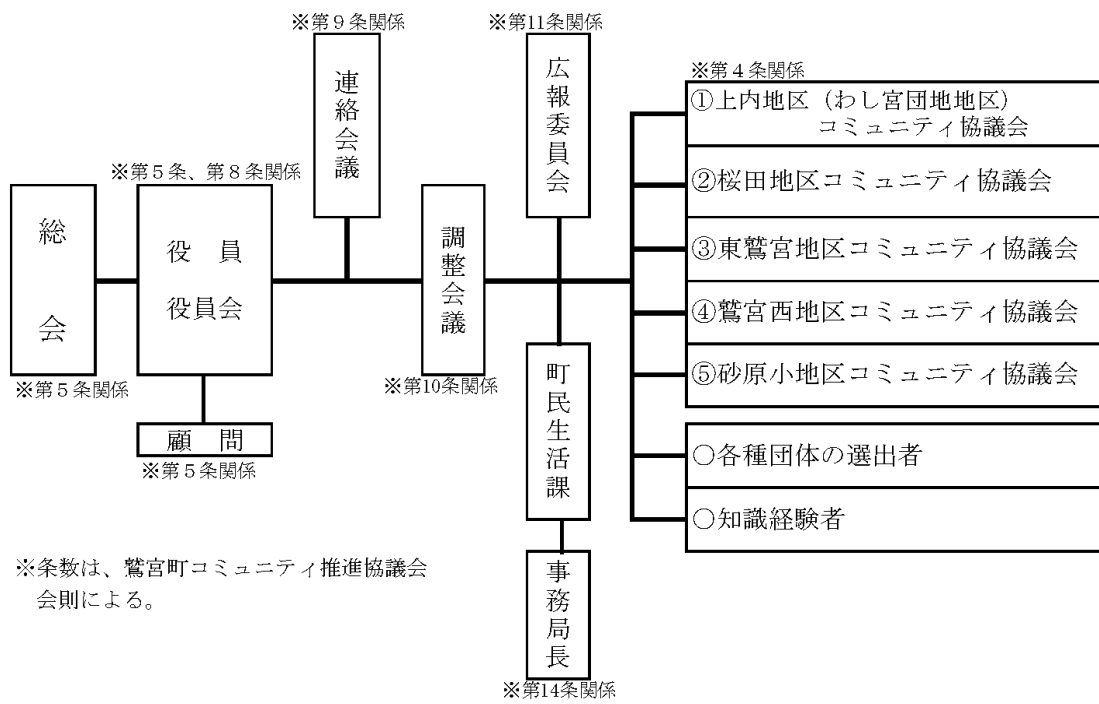 ※第５条関係
総会
※第５条、第８条関係
役　員
役員会
顧　問
※第５条関係
※第９条関係
連絡会議
調整会議
※第10条関係
※第11条関係
広報委員会
町民生活課
事務局長
※第14条関係
※第４条関係
①上内地区（わし宮団地地区）
コミュニティ協議会
②桜田地区コミュニティ協議会
③東鷲宮地区コミュニティ協議会
④鷲宮西地区コミュニティ協議会
⑤砂原小地区コミュニティ協議会
○各種団体の選出者
○知識経験者
※条数は、鷲宮町コミュニティ推進協議会
会則による。